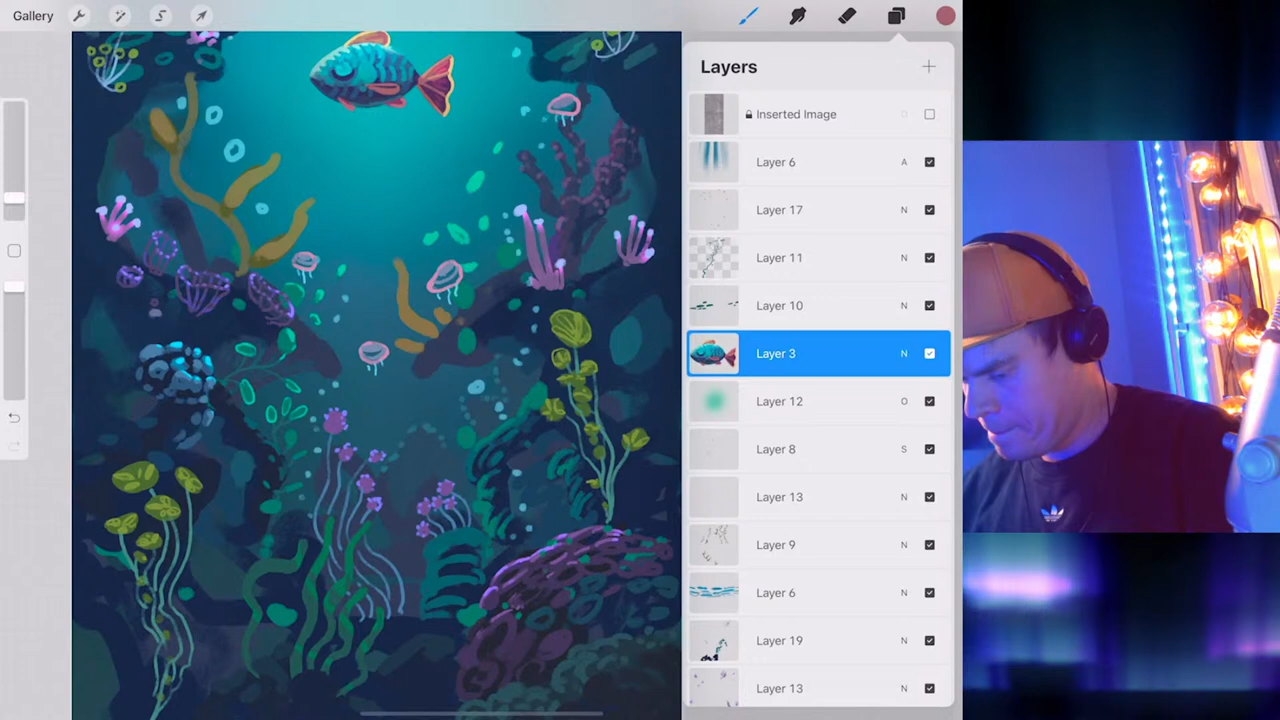 Gallery
Layers
Inserted Image
Layer 6 A
Layer 17 N
Layer 11 N
Layer 10 N
Layer 3 N
Layer 12 O
Layer 8 S
Layer 13 N
Layer 9 N
Layer 6 N
Layer 19 N
Layer 13 N